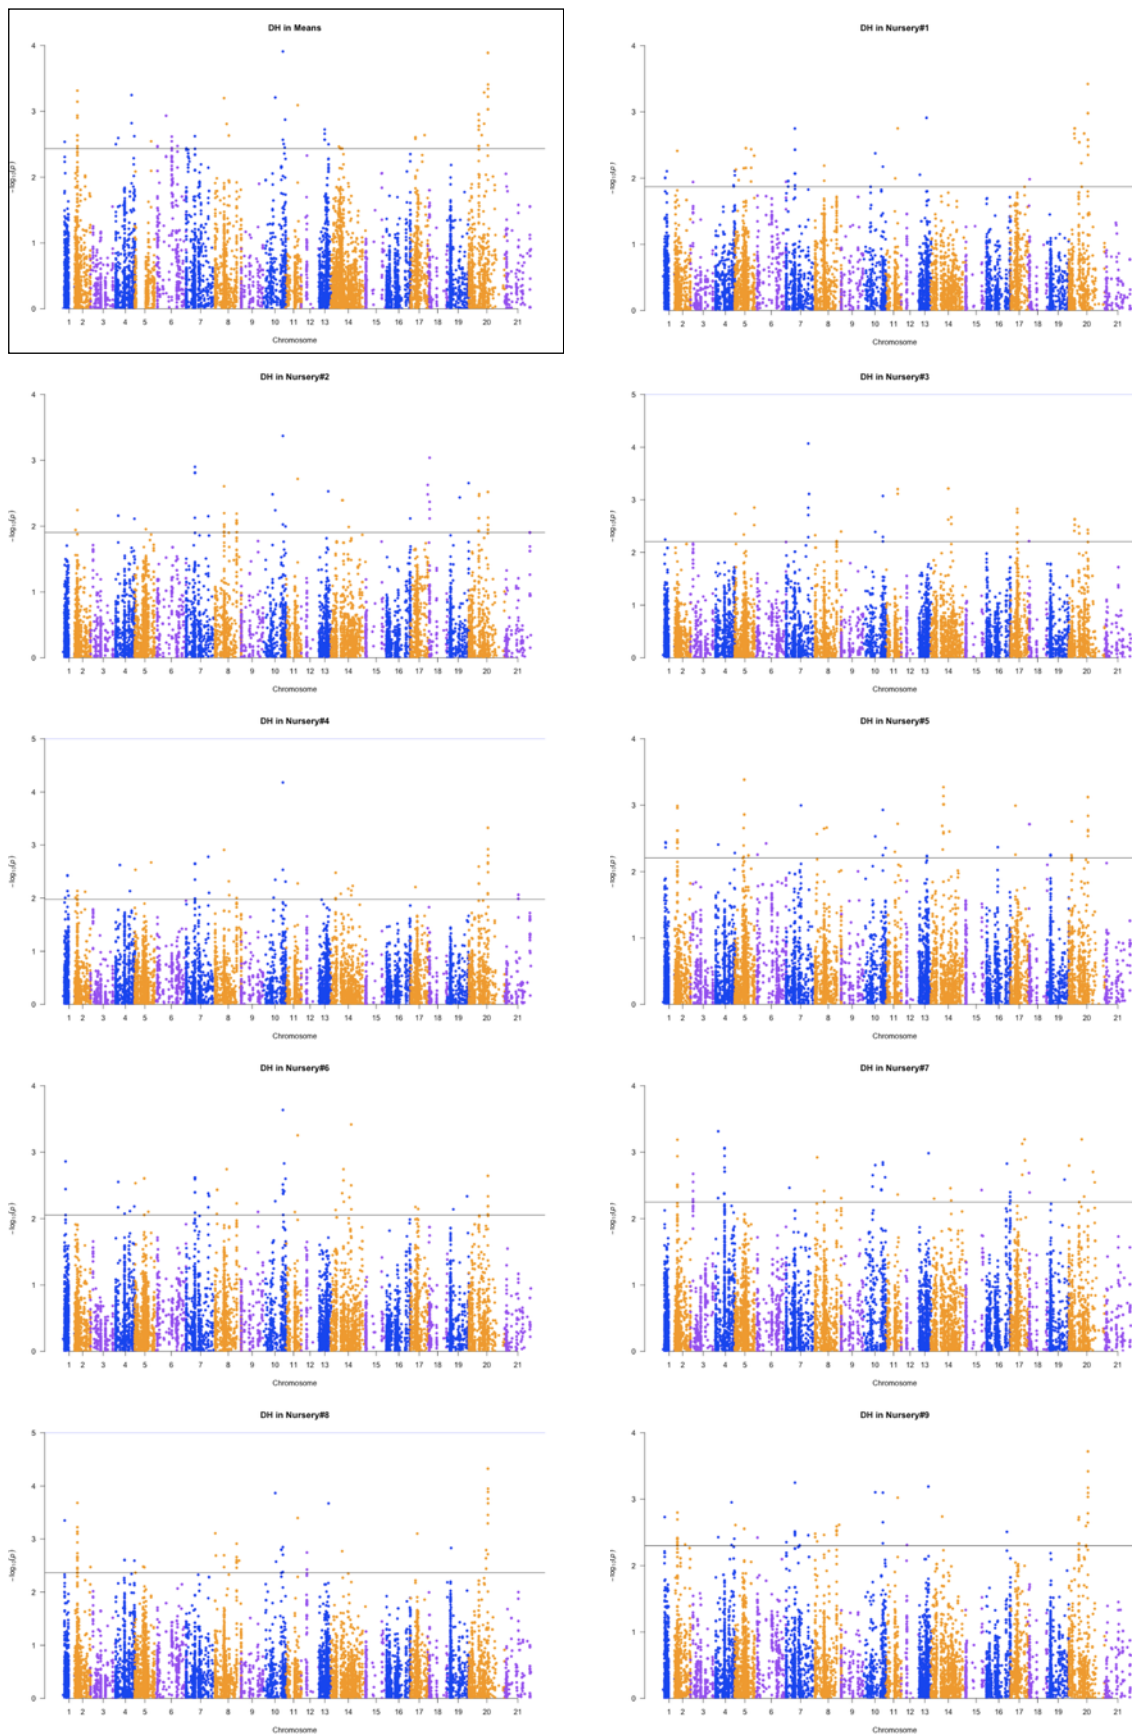 DH in Means
4
3
2
1
0
−log10(p)
1 2 3 4 5 6 7 8 9 10 11 12 13 14 15 16 17 18 19 20 21
Chromosome
DH in Nursery#1
4
3
2
1
0
−log10(p)
1 2 3 4 5 6 7 8 9 10 11 12 13 14 15 16 17 18 19 20 21
Chromosome
DH in Nursery#2
4
3
2
1
0
−log10(p)
1 2 3 4 5 6 7 8 9 10 11 12 13 14 15 16 17 18 19 20 21
Chromosome
DH in Nursery#3
5
4
3
2
1
0
−log10(p)
1 2 3 4 5 6 7 8 9 10 11 12 13 14 15 16 17 18 19 20 21
Chromosome
DH in Nursery#4
5
4
3
2
1
0
−log10(p)
1 2 3 4 5 6 7 8 9 10 11 12 13 14 15 16 17 18 19 20 21
Chromosome
DH in Nursery#5
4
3
2
1
0
−log10(p)
1 2 3 4 5 6 7 8 9 10 11 12 13 14 15 16 17 18 19 20 21
Chromosome
DH in Nursery#6
4
3
2
1
0
−log10(p)
1 2 3 4 5 6 7 8 9 10 11 12 13 14 15 16 17 18 19 20 21
Chromosome
DH in Nursery#7
4
3
2
1
0
−log10(p)
1 2 3 4 5 6 7 8 9 10 11 12 13 14 15 16 17 18 19 20 21
Chromosome
DH in Nursery#8
5
4
3
2
1
0
−log10(p)
1 2 3 4 5 6 7 8 9 10 11 12 13 14 15 16 17 18 19 20 21
Chromosome
DH in Nursery#9
4
3
2
1
0
−log10(p)
1 2 3 4 5 6 7 8 9 10 11 12 13 14 15 16 17 18 19 20 21
Chromosome